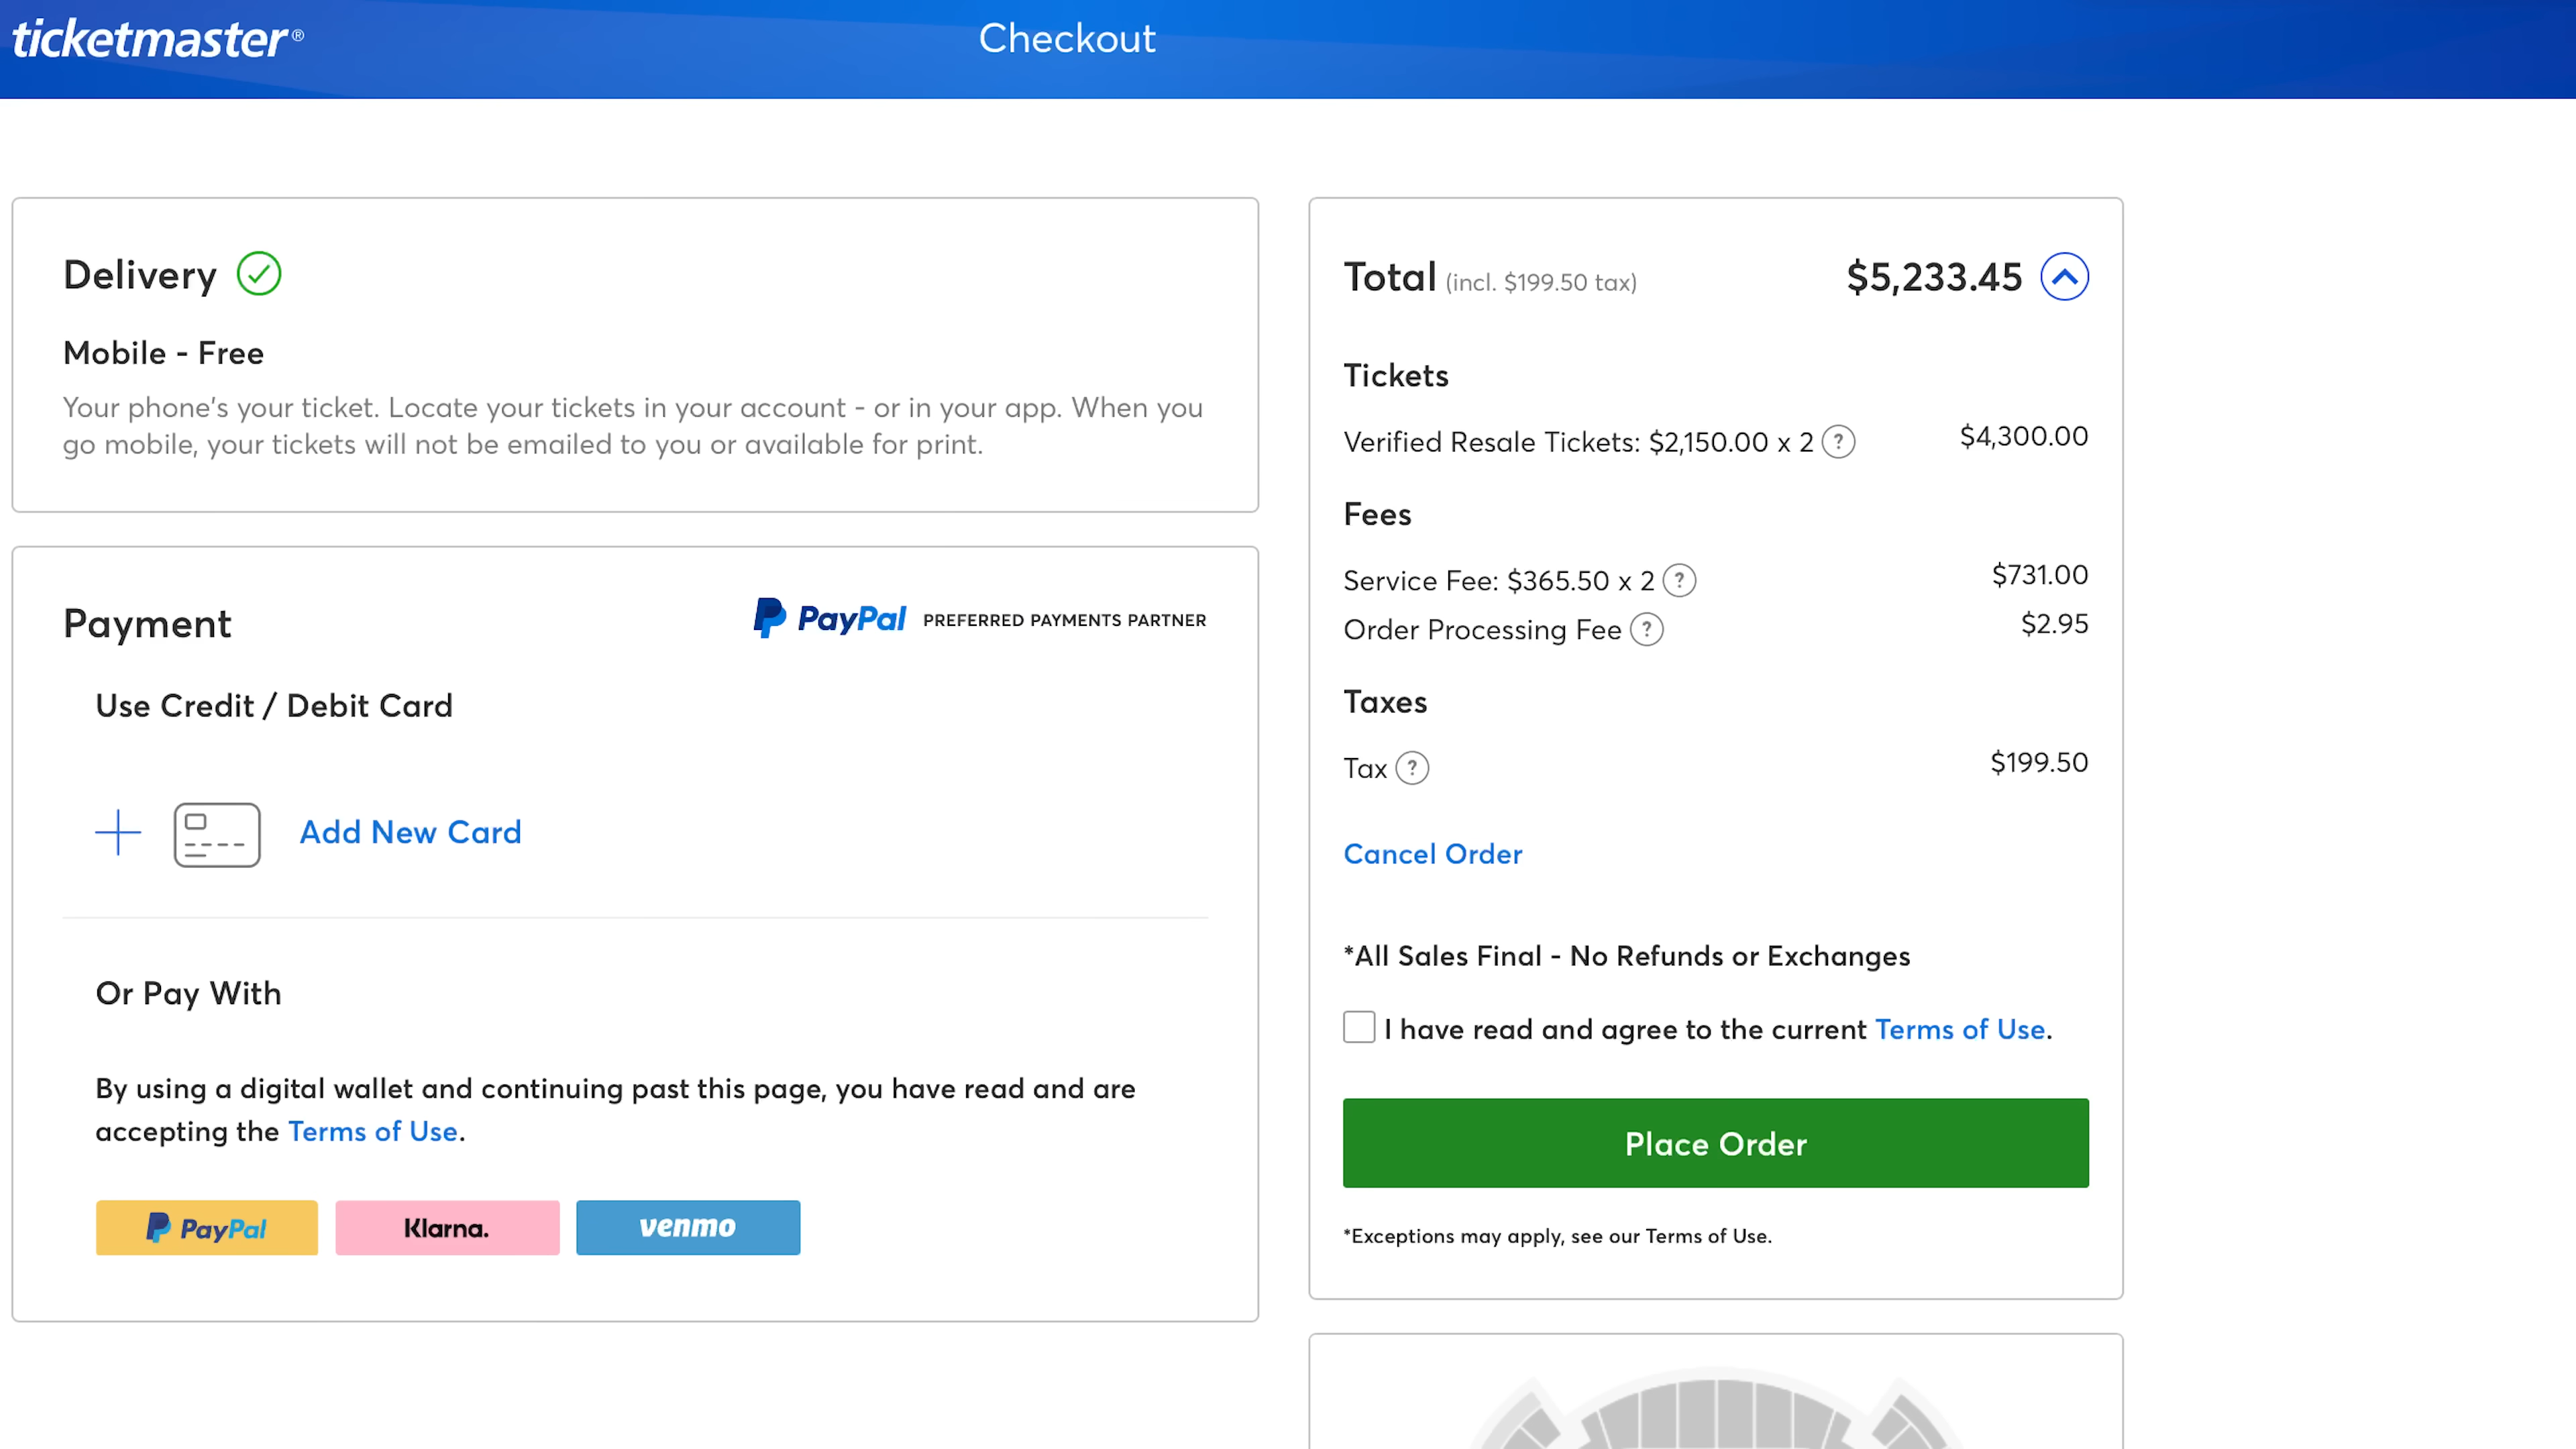 ticketmaster®
Checkout
Delivery
Mobile - Free
Your phone's your ticket. Locate your tickets in your account - or in your app. When you
go mobile, your tickets will not be emailed to you or available for print.
Payment
PayPal PREFERRED PAYMENTS PARTNER
Use Credit / Debit Card
Add New Card
Or Pay With
By using a digital wallet and continuing past this page, you have read and are
accepting the Terms of Use.
PayPal
Klarna.
venmo
Total (incl. $199.50 tax) $5,233.45
Tickets
Verified Resale Tickets: $2,150.00 x 2 ? $4,300.00
Fees
Service Fee: $365.50 x 2 ? $731.00
Order Processing Fee ? $2.95
Taxes
Tax ? $199.50
Cancel Order
*All Sales Final - No Refunds or Exchanges
I have read and agree to the current Terms of Use.
Place Order
*Exceptions may apply, see our Terms of Use.